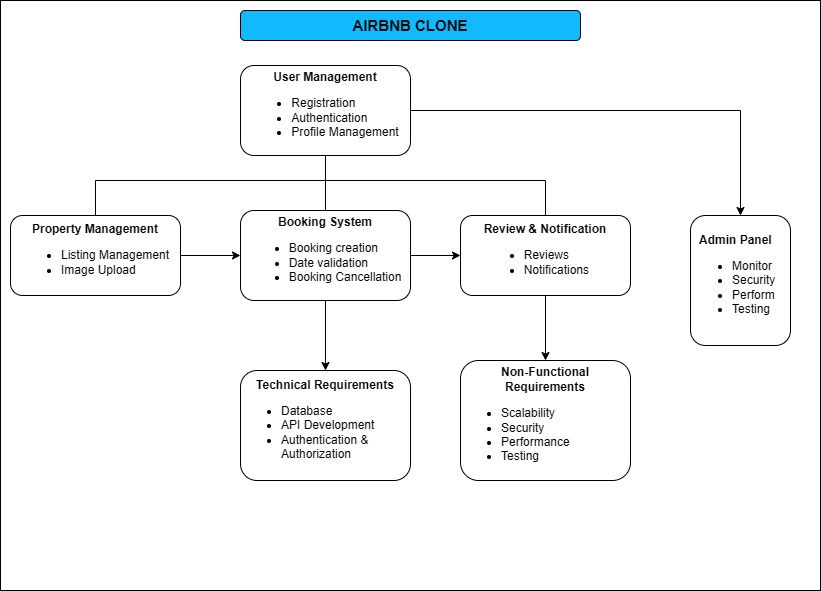 AIRBNB CLONE
User Management
Registration
Authentication
Profile Management
Property Management
Listing Management
Image Upload
Booking System
Booking creation
Date validation
Booking Cancellation
Review & Notification
Reviews
Notifications
Admin Panel
Monitor
Security
Perform
Testing
Technical Requirements
Database
API Development
Authentication &
Authorization
Non-Functional
Requirements
Scalability
Security
Performance
Testing